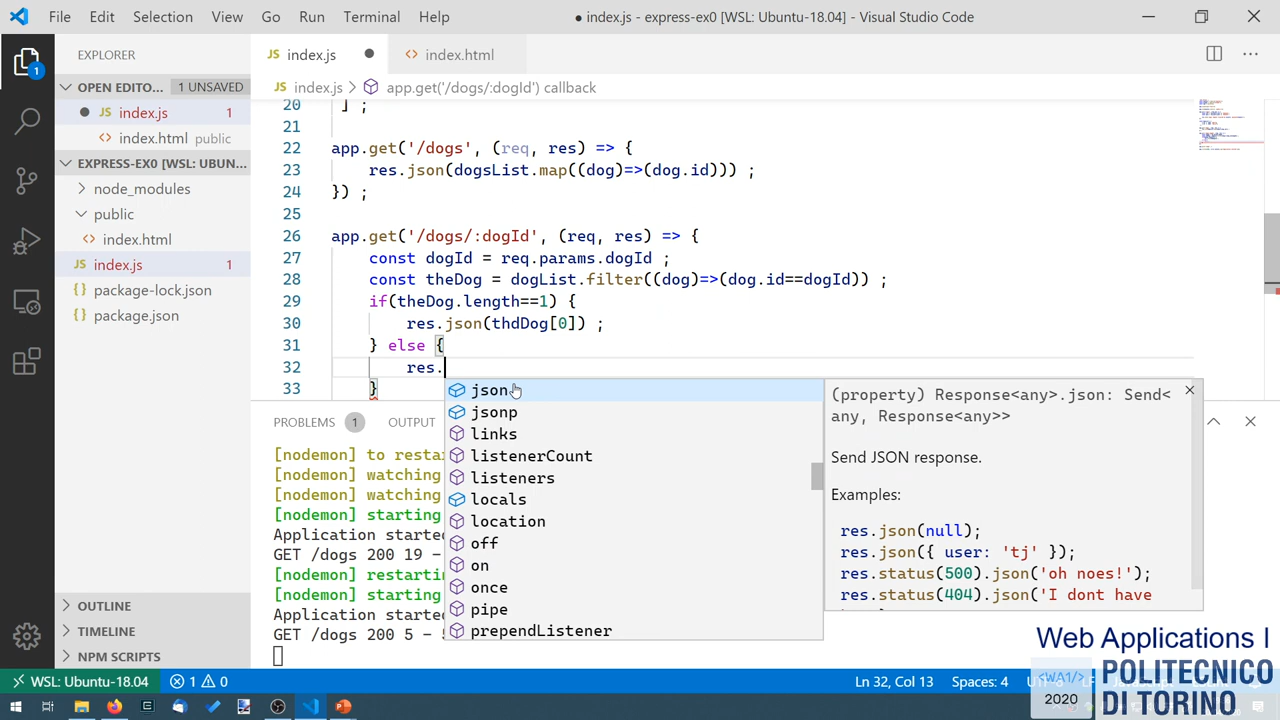 File Edit Selection View Go Run Terminal Help ● index.js - express-ex0 [WSL: Ubuntu-18.04] - Visual Studio Code
EXPLORER
JS index.js ●
<> index.html
OPEN EDITO... 1 UNSAVED
● JS index.js 1
<> index.html public
EXPRESS-EX0 [WSL: UBUN...
node_modules
public
<> index.html
JS index.js 1
{} package-lock.json
{} package.json
OUTLINE
TIMELINE
NPM SCRIPTS
1
JS index.js > app.get('/dogs/:dogId') callback
20 ] ;
21
22 app.get('/dogs', (req, res) => {
23 res.json(dogsList.map((dog)=>(dog.id))) ;
24 }) ;
25
26 app.get('/dogs/:dogId', (req, res) => {
27 const dogId = req.params.dogId ;
28 const theDog = dogList.filter((dog)=>(dog.id==dogId)) ;
29 if(theDog.length==1) {
30 res.json(thdDog[0]) ;
31 } else {
32 res.
33 }
json
jsonp
links
listenerCount
listeners
locals
location
off
on
once
pipe
prependListener
(property) Response<any>.json: Send<
any, Response<any>>
Send JSON response.
Examples:
res.json(null);
res.json({ user: 'tj' });
res.status(500).json('oh noes!');
res.status(404).json('I dont have
PROBLEMS 1 OUTPUT
[nodemon] to resta
[nodemon] watching
[nodemon] watching
[nodemon] starting
Application started
GET /dogs 200 19 -
[nodemon] restartin
[nodemon] starting
Application started
GET /dogs 200 5 -
WSL: Ubuntu-18.04 1 0 Ln 32, Col 13 Spaces: 4
Web Applications I
<WA1/>
2020
POLITECNICO
DI TORINO